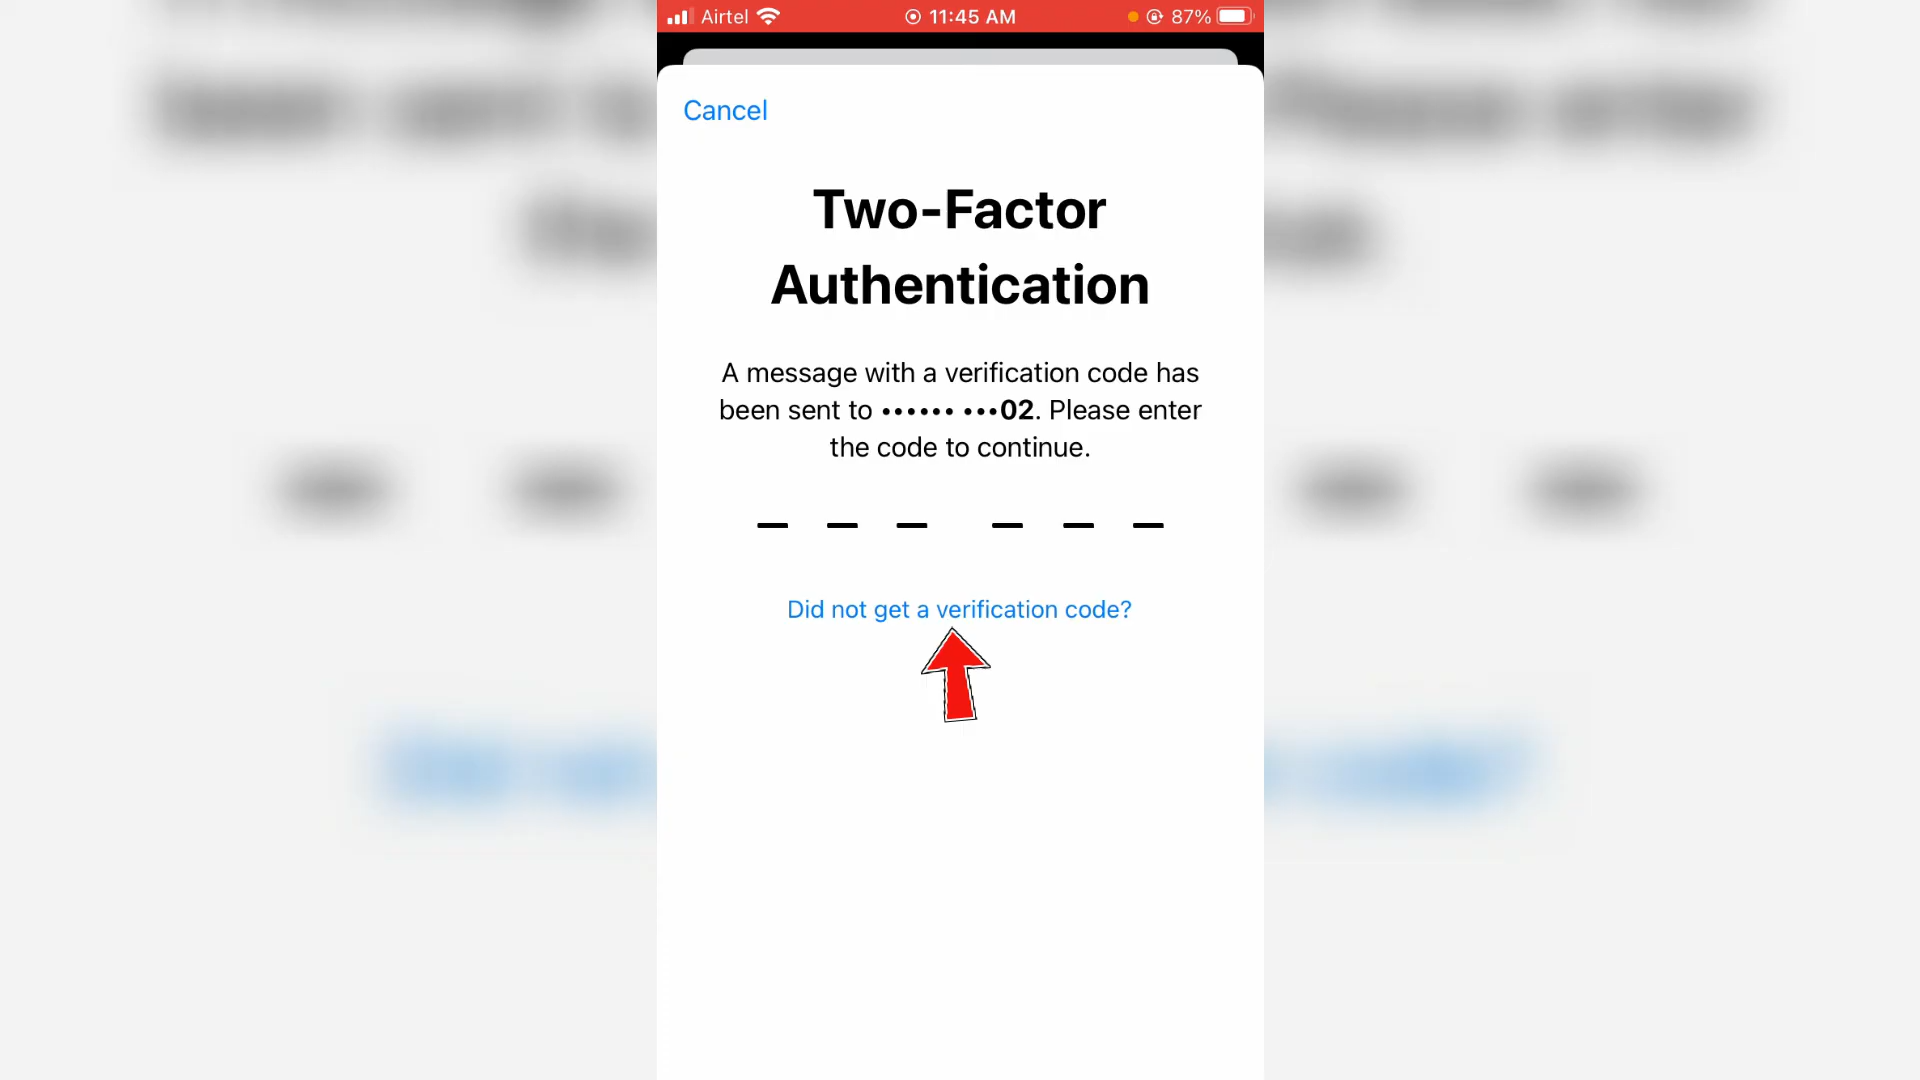 Airtel 11:45 AM 87%
Cancel
Two-Factor
Authentication
A message with a verification code has
been sent to •••••• •••02. Please enter
the code to continue.
Did not get a verification code?